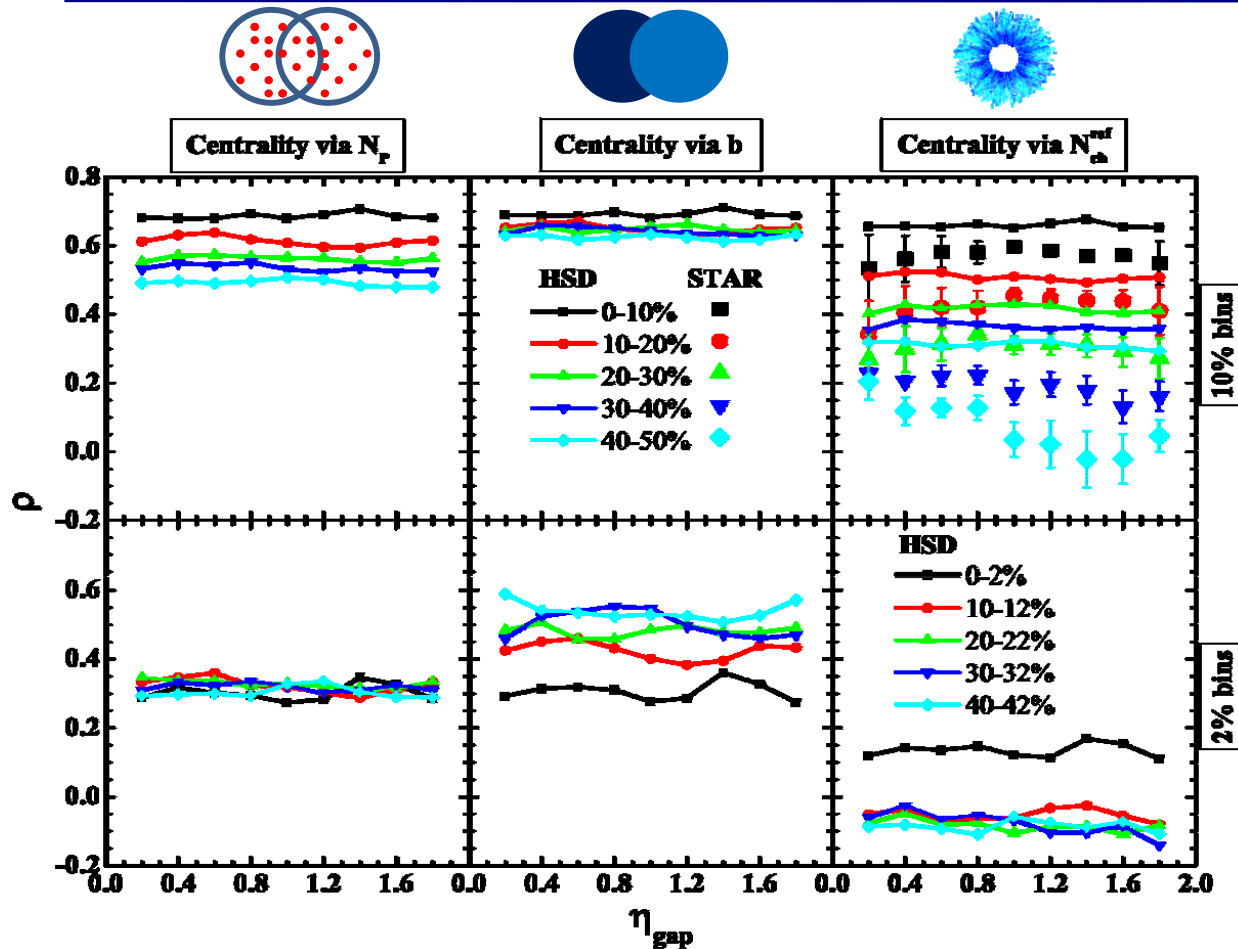 Centrality via N_P
Centrality via b
Centrality via N_ch^ref
0.8
0.6
0.4
0.2
0.0
-0.2
HSD STAR
0-10%
10-20%
20-30%
30-40%
40-50%
10% bins
ρ
0.6
0.4
0.2
0.0
-0.2
HSD
0-2%
10-12%
20-22%
30-32%
40-42%
2% bins
0.0 0.4 0.8 1.2 1.6 0.0 0.4 0.8 1.2 1.6 0.0 0.4 0.8 1.2 1.6 2.0
η_gap